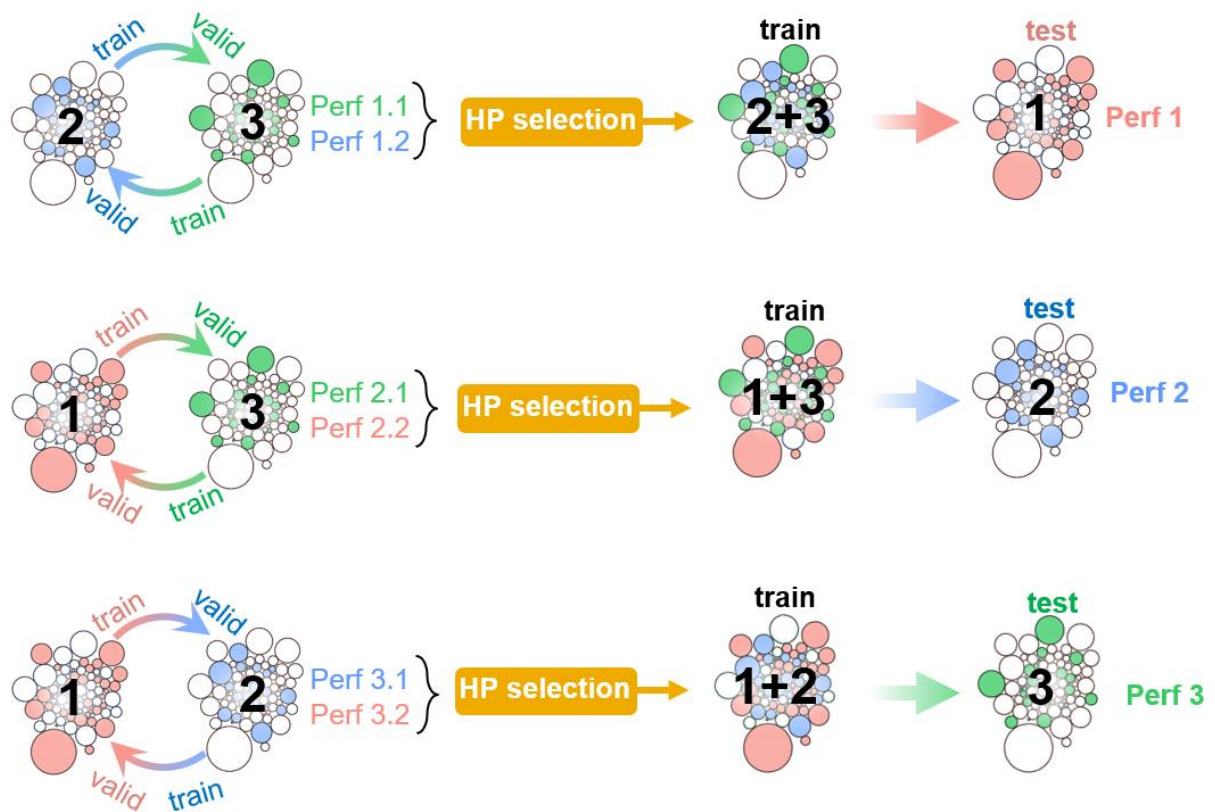 train
valid
2
3
Perf 1.1
Perf 1.2
valid
train
HP selection
train
2+3
test
1
Perf 1
train
valid
1
3
Perf 2.1
Perf 2.2
valid
train
HP selection
train
1+3
test
2
Perf 2
train
valid
1
2
Perf 3.1
Perf 3.2
valid
train
HP selection
train
1+2
test
3
Perf 3